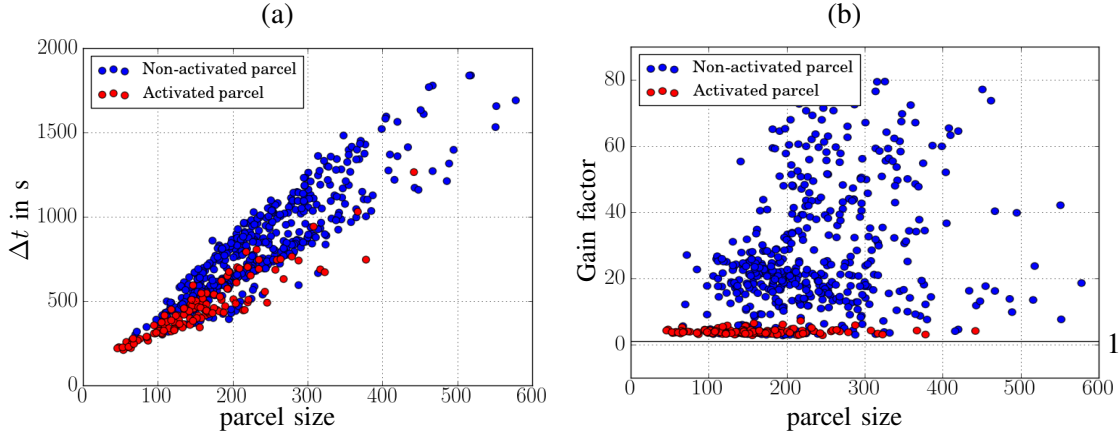 (a)
2000
1500
1000
500
0
Δt in s
Non-activated parcel
Activated parcel
0 100 200 300 400 500 600
parcel size
(b)
80
60
40
20
0
Gain factor
Non-activated parcel
Activated parcel
1
0 100 200 300 400 500 600
parcel size